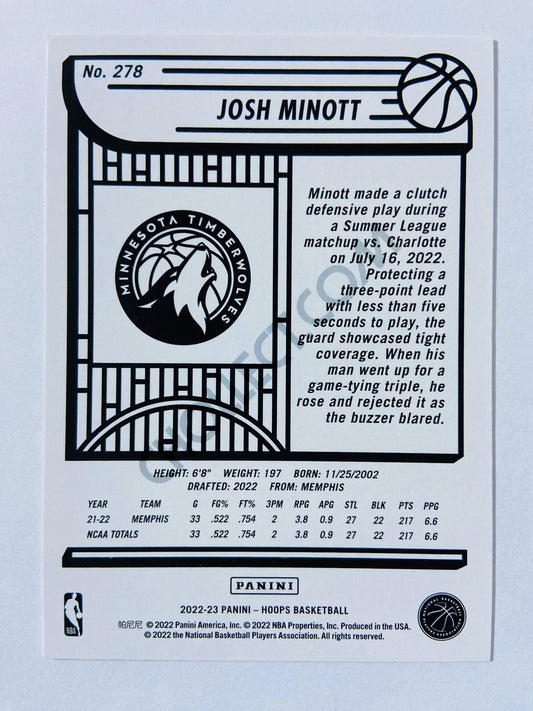 No. 278
JOSH MINOTT
MINNESOTA TIMBERWOLVES
Minott made a clutch
defensive play during
a Summer League
matchup vs. Charlotte
on July 16, 2022.
Protecting a
three-point lead
with less than five
seconds to play, the
guard showcased tight
coverage. When his
man went up for a
game-tying triple, he
rose and rejected it as
the buzzer blared.
HEIGHT: 6'8" WEIGHT: 197 BORN: 11/25/2002
DRAFTED: 2022 FROM: MEMPHIS
YEAR TEAM G FG% FT% 3PM RPG APG STL BLK PTS PPG
21-22 MEMPHIS 33 .522 .754 2 3.8 0.9 27 22 217 6.6
NCAA TOTALS 33 .522 .754 2 3.8 0.9 27 22 217 6.6
PANINI
2022-23 PANINI – HOOPS BASKETBALL
帕尼尼 © 2022 Panini America, Inc. © 2022 NBA Properties, Inc. Produced in the USA.
© 2022 the National Basketball Players Association. All rights reserved.
NBA
NATIONAL BASKETBALL PLAYERS ASSOCIATION